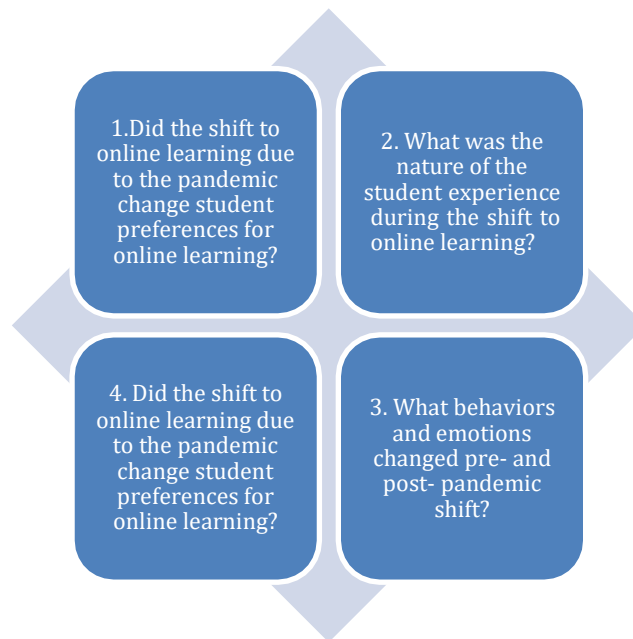 1.Did the shift to
online learning due
to the pandemic
change student
preferences for
online learning?
2. What was the
nature of the
student experience
during the shift to
online learning?
4. Did the shift to
online learning due
to the pandemic
change student
preferences for
online learning?
3. What behaviors
and emotions
changed pre- and
post- pandemic
shift?